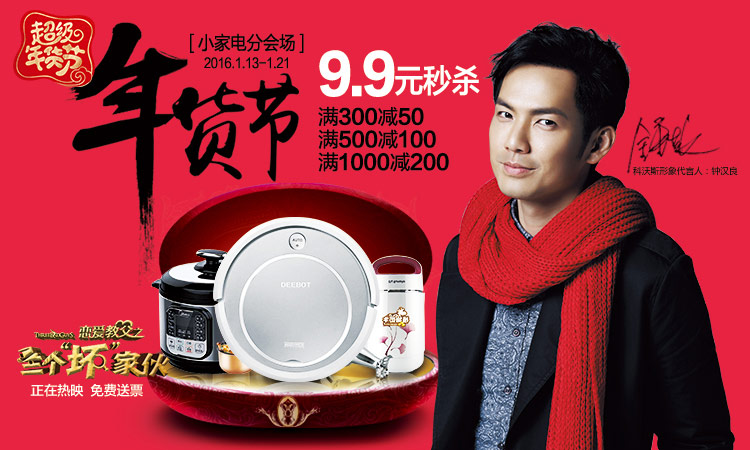 超级
年货节
年货节
[小家电分会场]
2016.1.13-1.21
9.9元秒杀
满300减50
满500减100
满1000减200
科沃斯形象代言人：钟汉良
AUTO
DEEBOT
恋爱教父之
三个“坏”家伙
正在热映 免费送票